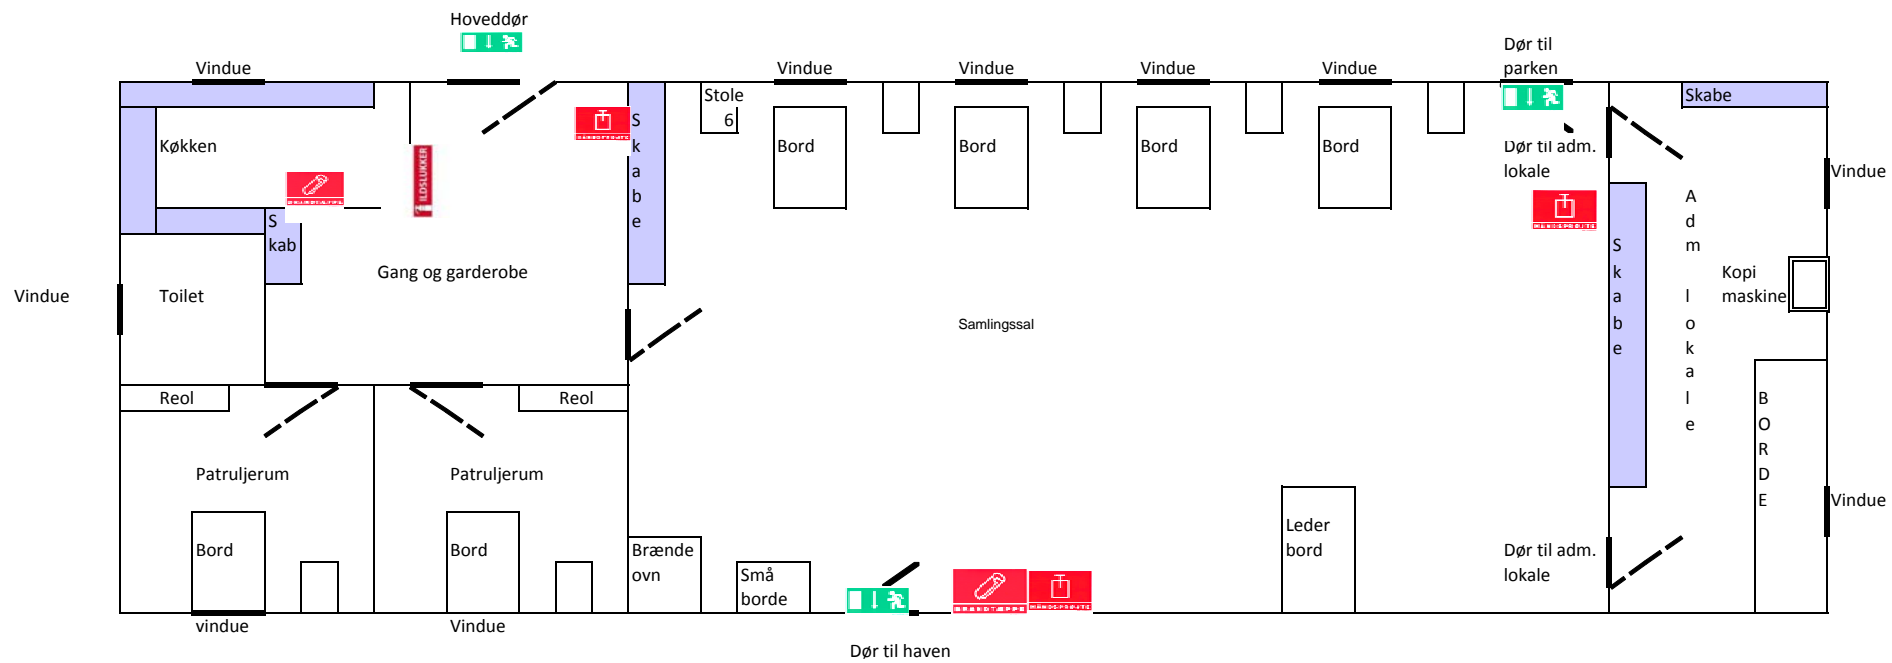 Hoveddør
Dør til
parken
Vindue
Vindue
Vindue
Vindue
Vindue
Stole
6
Skabe
S
k
a
b
e
Køkken
Bord
Bord
Bord
Bord
Dør til adm.
lokale
ILDSLUKKER
Vindue
S
kab
Gang og garderobe
A
d
m
l
o
k
a
l
e
S
k
a
b
e
Kopi
maskine
Vindue
Toilet
Samlingssal
Reol
Reol
B
O
R
D
E
Patruljerum
Patruljerum
Vindue
Leder
bord
Bord
Bord
Brænde
ovn
Små
borde
Dør til adm.
lokale
vindue
Vindue
Dør til haven